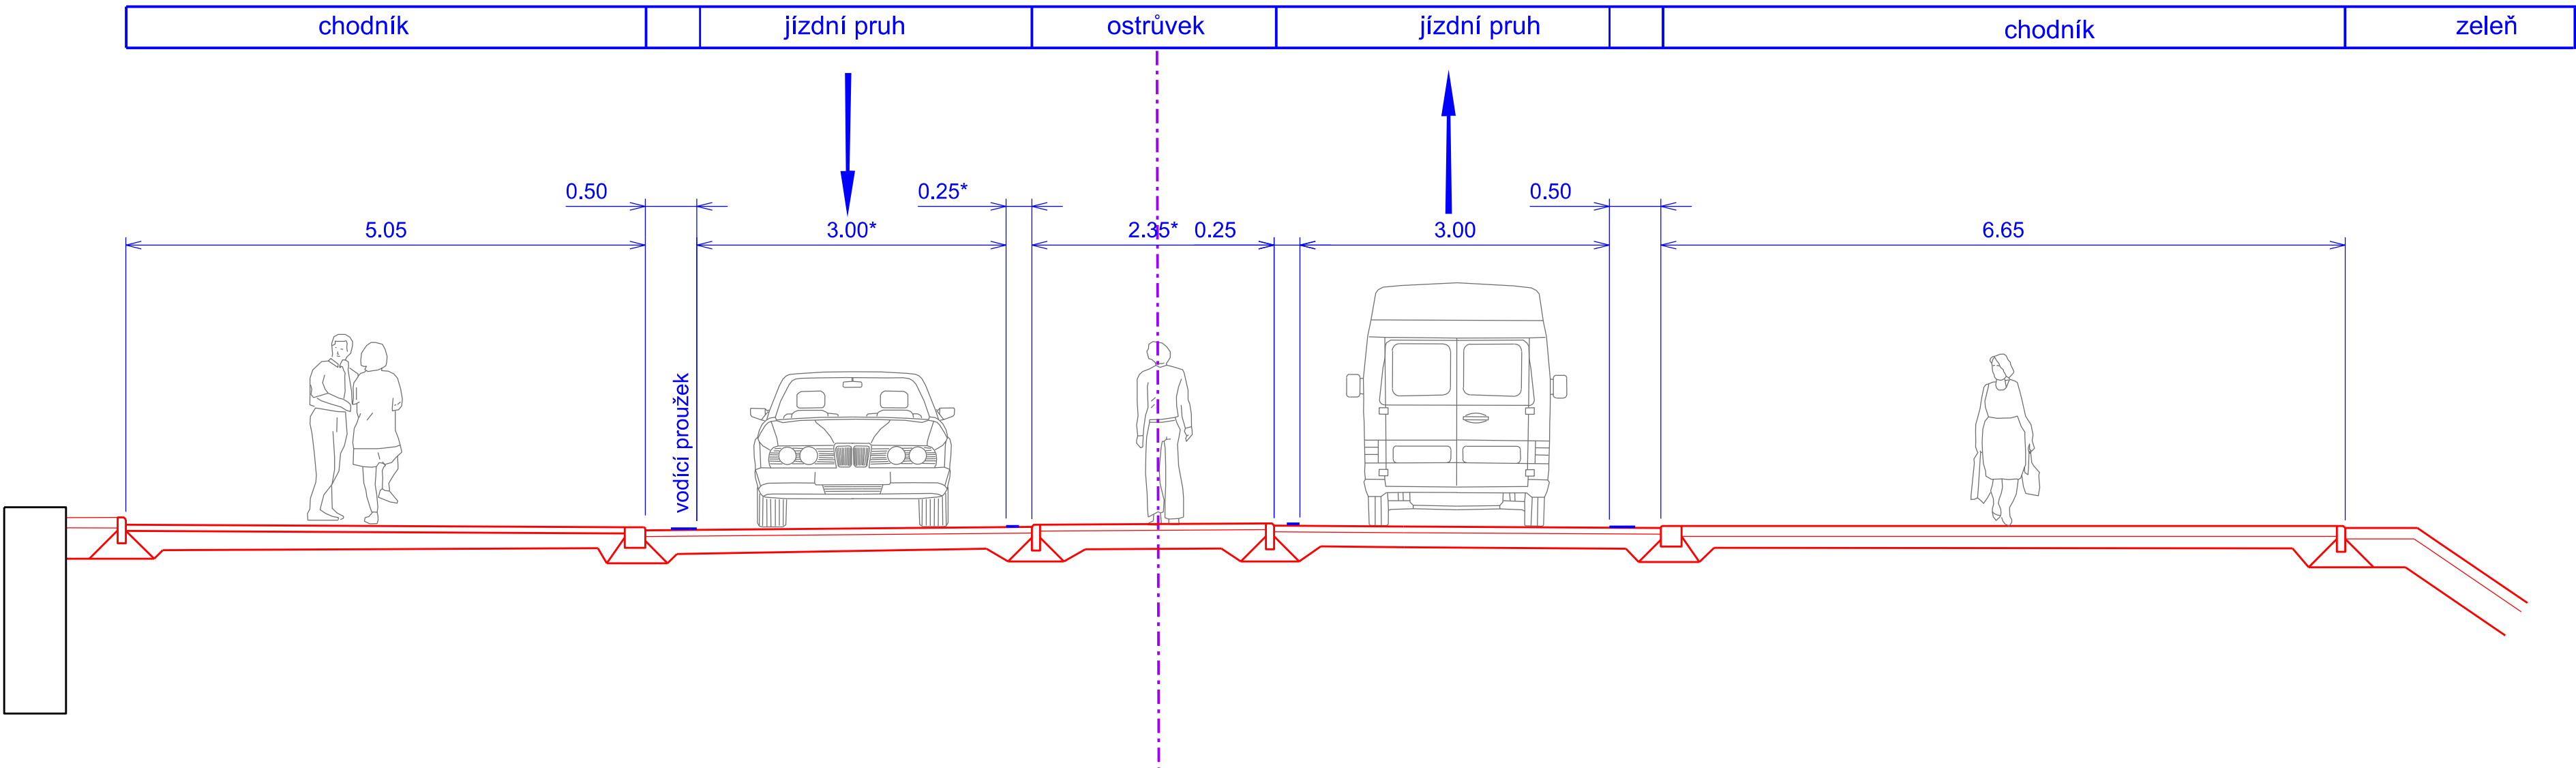 chodník
jízdní pruh
ostrůvek
jízdní pruh
chodník
zeleň
0.50
0.25*
0.50
5.05
3.00*
2.35*
0.25
3.00
6.65
vodící proužek